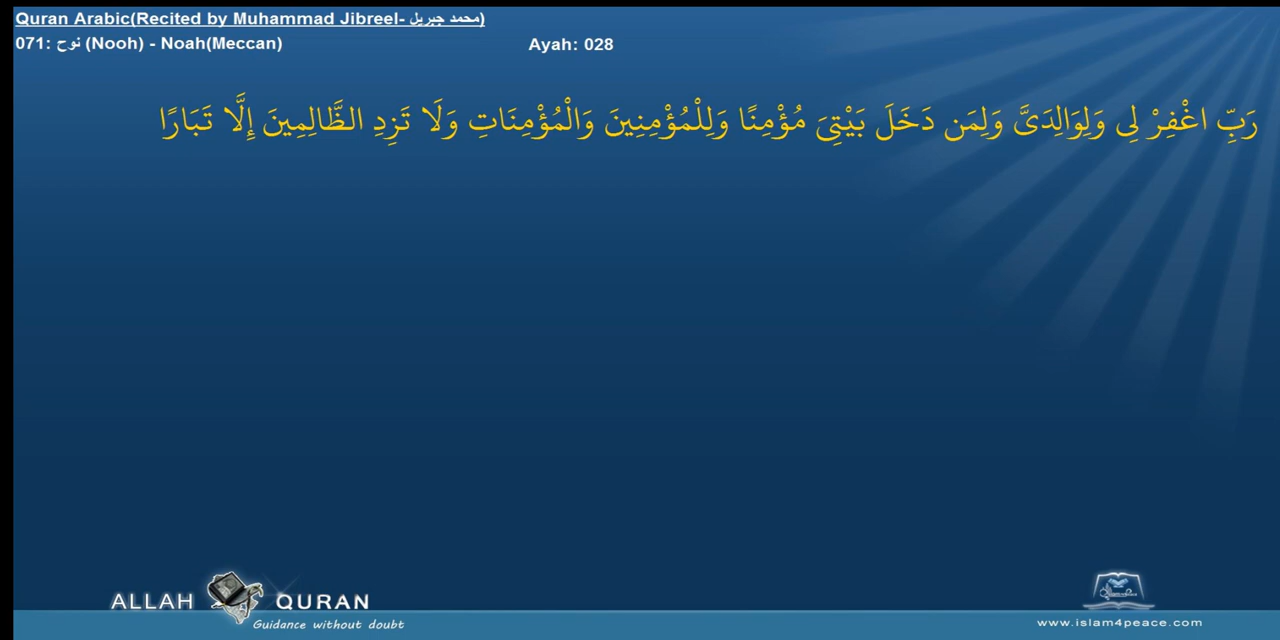 Quran Arabic(Recited by Muhammad Jibreel- محمد جبريل)
071: نوح (Nooh) - Noah(Meccan)
Ayah: 028
رَبِّ اغْفِرْ لِى وَلِوَالِدَىَّ وَلِمَن دَخَلَ بَيْتِىَ مُؤْمِنًا وَلِلْمُؤْمِنِينَ وَالْمُؤْمِنَاتِ وَلَا تَزِدِ الظَّالِمِينَ إِلَّا تَبَارًا
ALLAH QURAN
Guidance without doubt
www.islam4peace.com